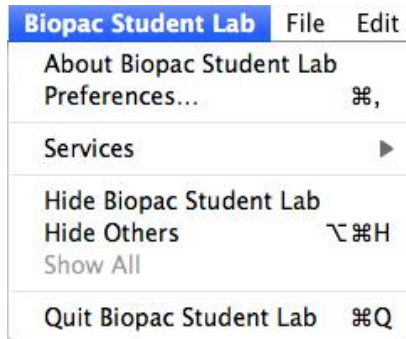 Biopac Student Lab File Edit
About Biopac Student Lab
Preferences... ⌘,
Services ▶
Hide Biopac Student Lab
Hide Others ⌥⌘H
Show All
Quit Biopac Student Lab ⌘Q